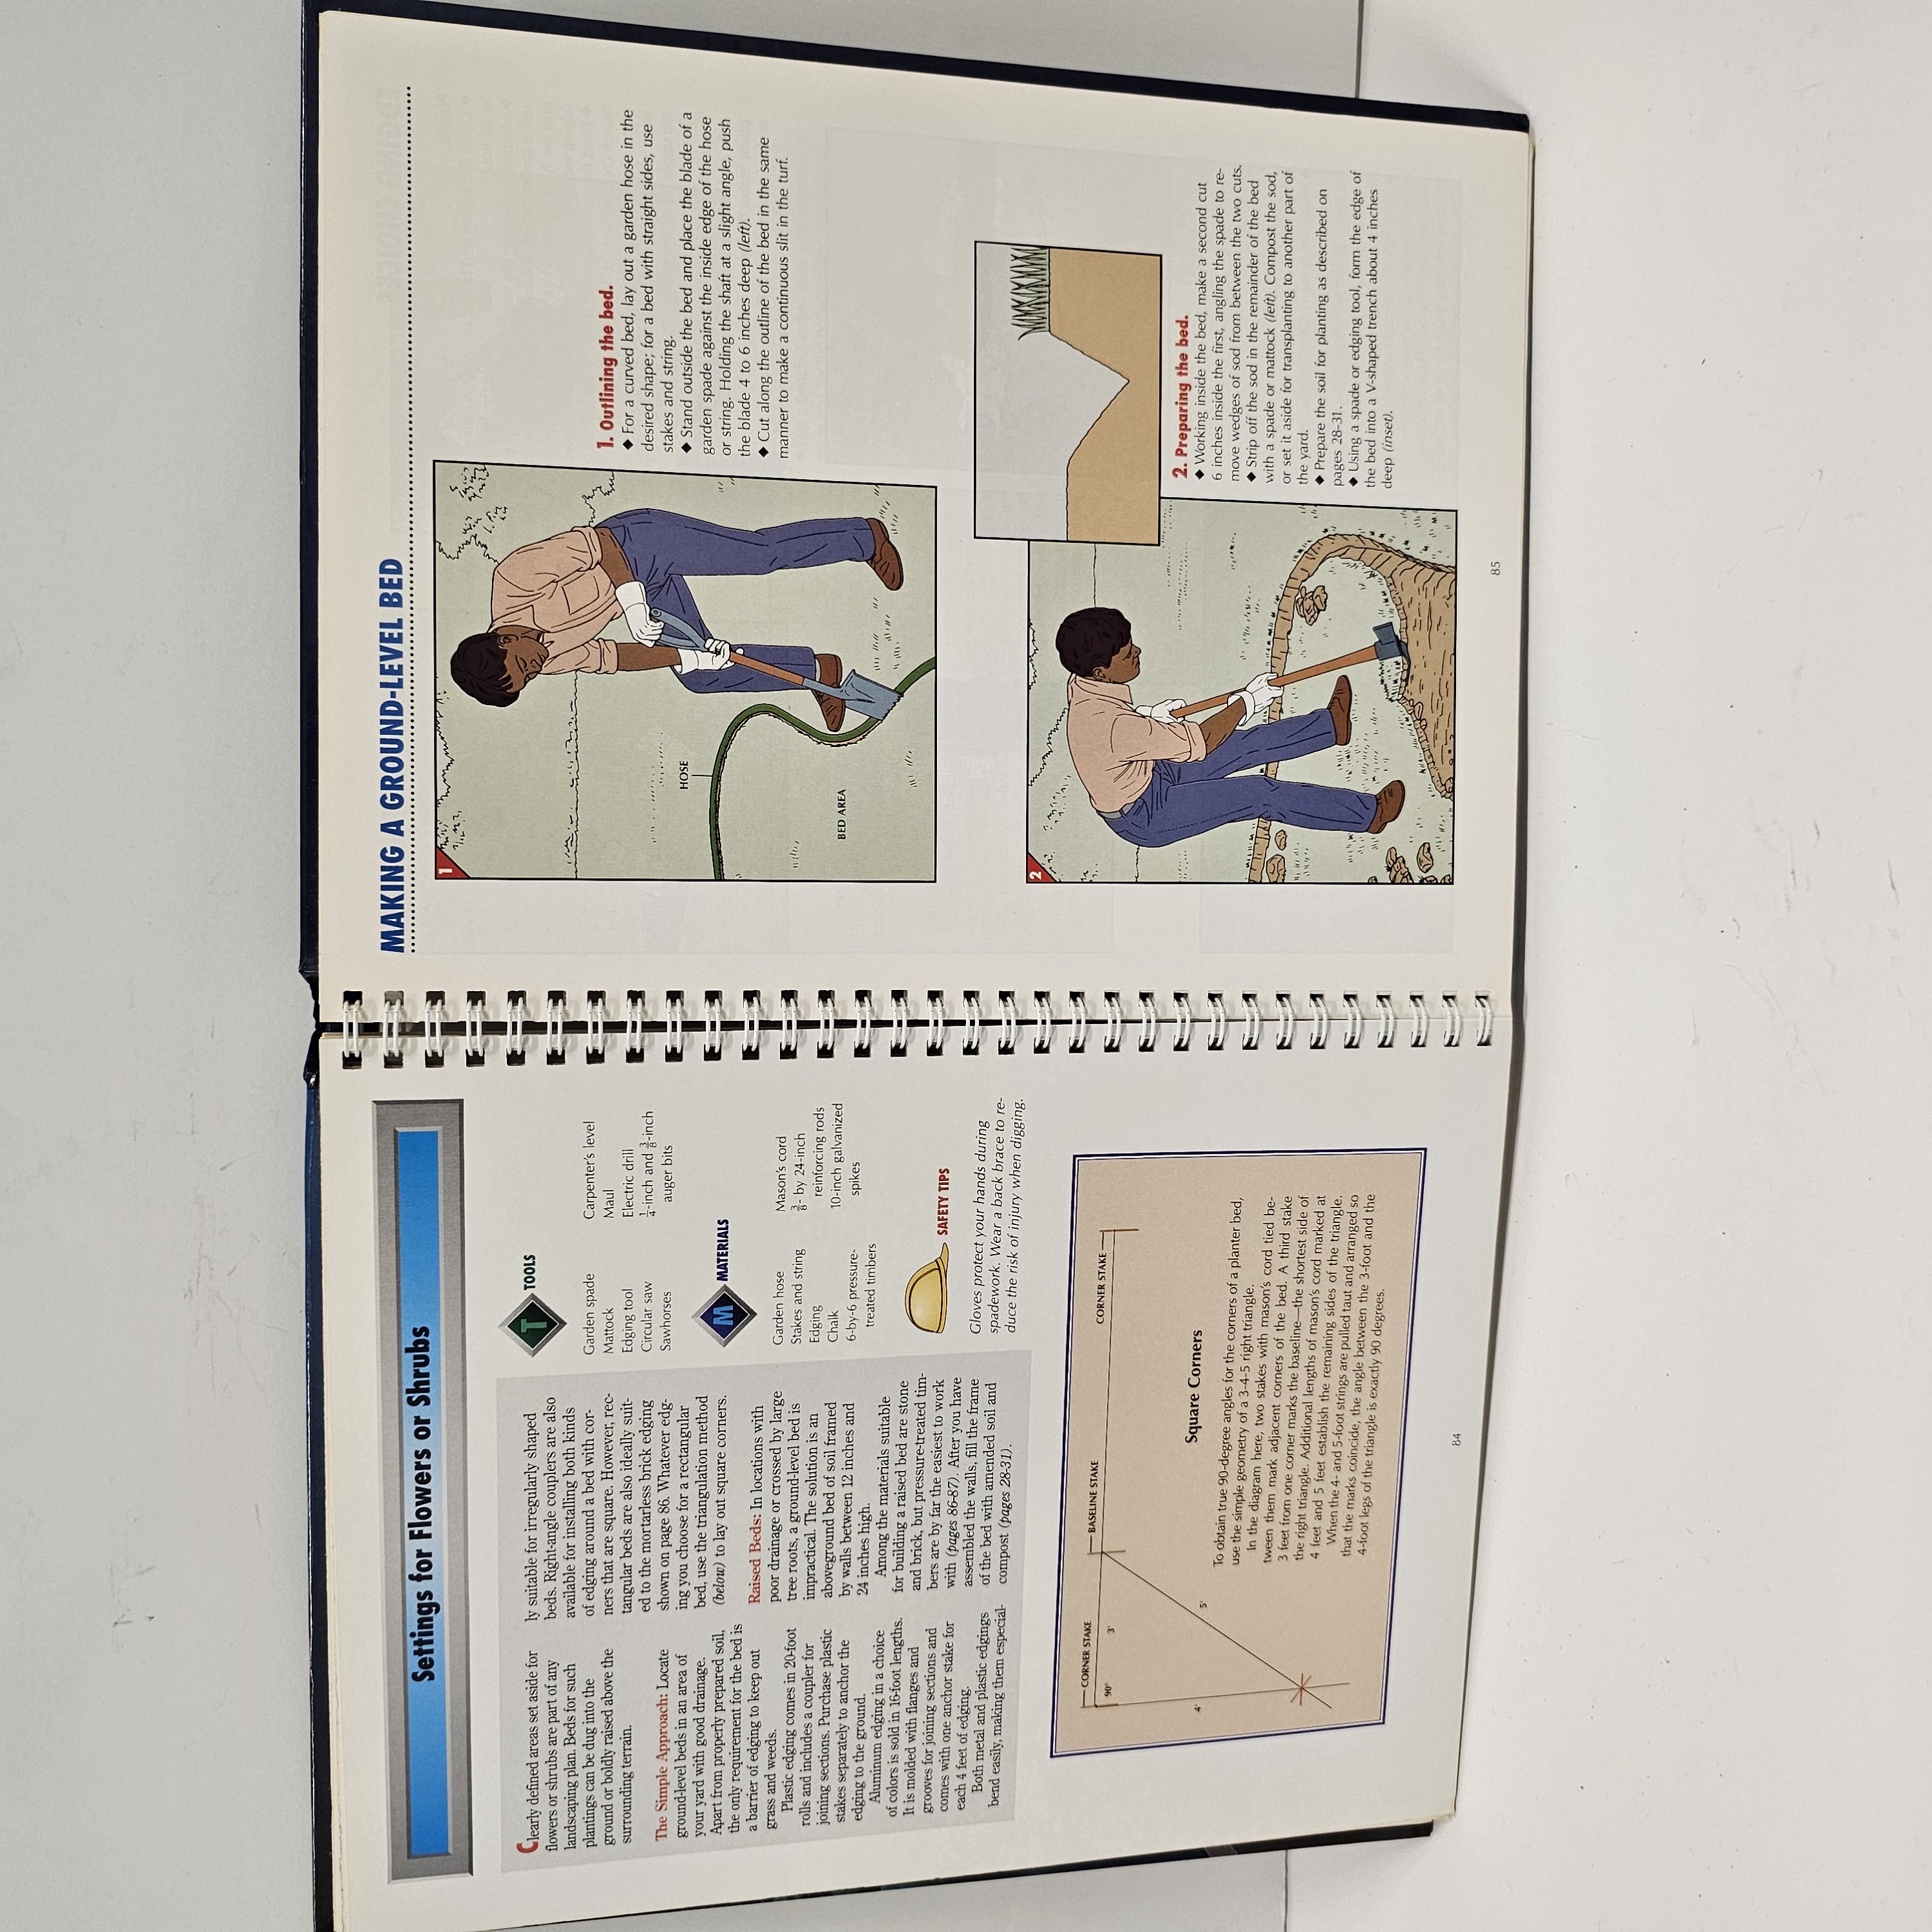 Settings for Flowers or Shrubs
Clearly defined areas set aside for
flowers or shrubs are part of any
landscaping plan. Beds for such
plantings can be dug into the
ground or boldly raised above the
surrounding terrain.
The Simple Approach: Locate
ground-level beds in an area of
your yard with good drainage.
Apart from properly prepared soil,
the only requirement for the bed is
a barrier of edging to keep out
grass and weeds.
Plastic edging comes in 20-foot
rolls and includes a coupler for
joining sections. Purchase plastic
stakes separately to anchor the
edging to the ground.
Aluminum edging in a choice
of colors is sold in 16-foot lengths.
It is molded with flanges and
grooves for joining sections and
comes with one anchor stake for
each 4 feet of edging.
Both metal and plastic edgings
bend easily, making them especial-
ly suitable for irregularly shaped
beds. Right-angle couplers are also
available for installing both kinds
of edging around a bed with cor-
ners that are square. However, rec-
tangular beds are also ideally suit-
ed to the mortarless brick edging
shown on page 86. Whatever edg-
ing you choose for a rectangular
bed, use the triangulation method
(below) to lay out square corners.
Raised Beds: In locations with
poor drainage or crossed by large
tree roots, a ground-level bed is
impractical. The solution is an
aboveground bed of soil framed
by walls between 12 inches and
24 inches high.
Among the materials suitable
for building a raised bed are stone
and brick, but pressure-treated tim-
bers are by far the easiest to work
with (pages 86-87). After you have
assembled the walls, fill the frame
of the bed with amended soil and
compost (pages 28-31).
T TOOLS
Garden spade
Mattock
Edging tool
Circular saw
Sawhorses
Carpenter's level
Maul
Electric drill
1/4-inch and 3/8-inch
auger bits
M MATERIALS
Garden hose
Stakes and string
Edging
Chalk
6-by-6 pressure-
treated timbers
Mason's cord
3/8- by 24-inch
reinforcing rods
10-inch galvanized
spikes
SAFETY TIPS
Gloves protect your hands during
spadework. Wear a back brace to re-
duce the risk of injury when digging.
CORNER STAKE
BASELINE STAKE
CORNER STAKE
90°
3'
4'
5'
Square Corners
To obtain true 90-degree angles for the corners of a planter bed,
use the simple geometry of a 3-4-5 right triangle.
In the diagram here, two stakes with mason's cord tied be-
tween them mark adjacent corners of the bed. A third stake
3 feet from one corner marks the baseline—the shortest side of
the right triangle. Additional lengths of mason's cord marked at
4 feet and 5 feet establish the remaining sides of the triangle.
When the 4- and 5-foot strings are pulled taut and arranged so
that the marks coincide, the angle between the 3-foot and the
4-foot legs of the triangle is exactly 90 degrees.
84
MAKING A GROUND-LEVEL BED
1
HOSE
BED AREA
1. Outlining the bed.
◆ For a curved bed, lay out a garden hose in the
desired shape; for a bed with straight sides, use
stakes and string.
◆ Stand outside the bed and place the blade of a
garden spade against the inside edge of the hose
or string. Holding the shaft at a slight angle, push
the blade 4 to 6 inches deep (left).
◆ Cut along the outline of the bed in the same
manner to make a continuous slit in the turf.
2
2. Preparing the bed.
◆ Working inside the bed, make a second cut
6 inches inside the first, angling the spade to re-
move wedges of sod from between the two cuts.
◆ Strip off the sod in the remainder of the bed
with a spade or mattock (left). Compost the sod,
or set it aside for transplanting to another part of
the yard.
◆ Prepare the soil for planting as described on
pages 28-31.
◆ Using a spade or edging tool, form the edge of
the bed into a V-shaped trench about 4 inches
deep (inset).
85